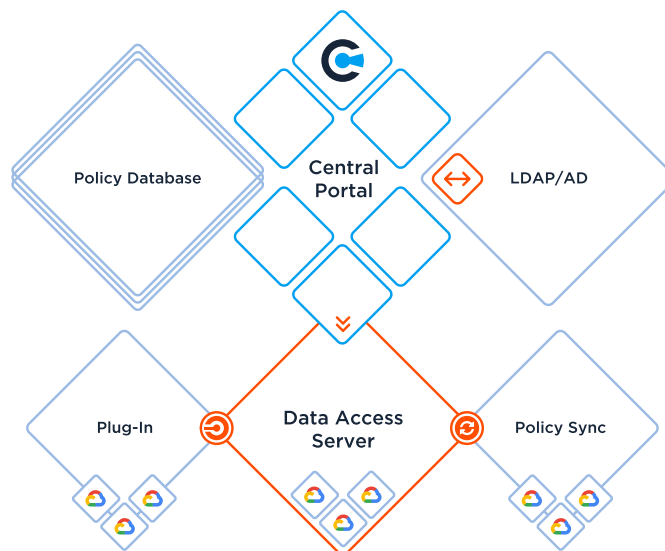 Policy Database
Central
Portal
LDAP/AD
Plug-In
Data Access
Server
Policy Sync